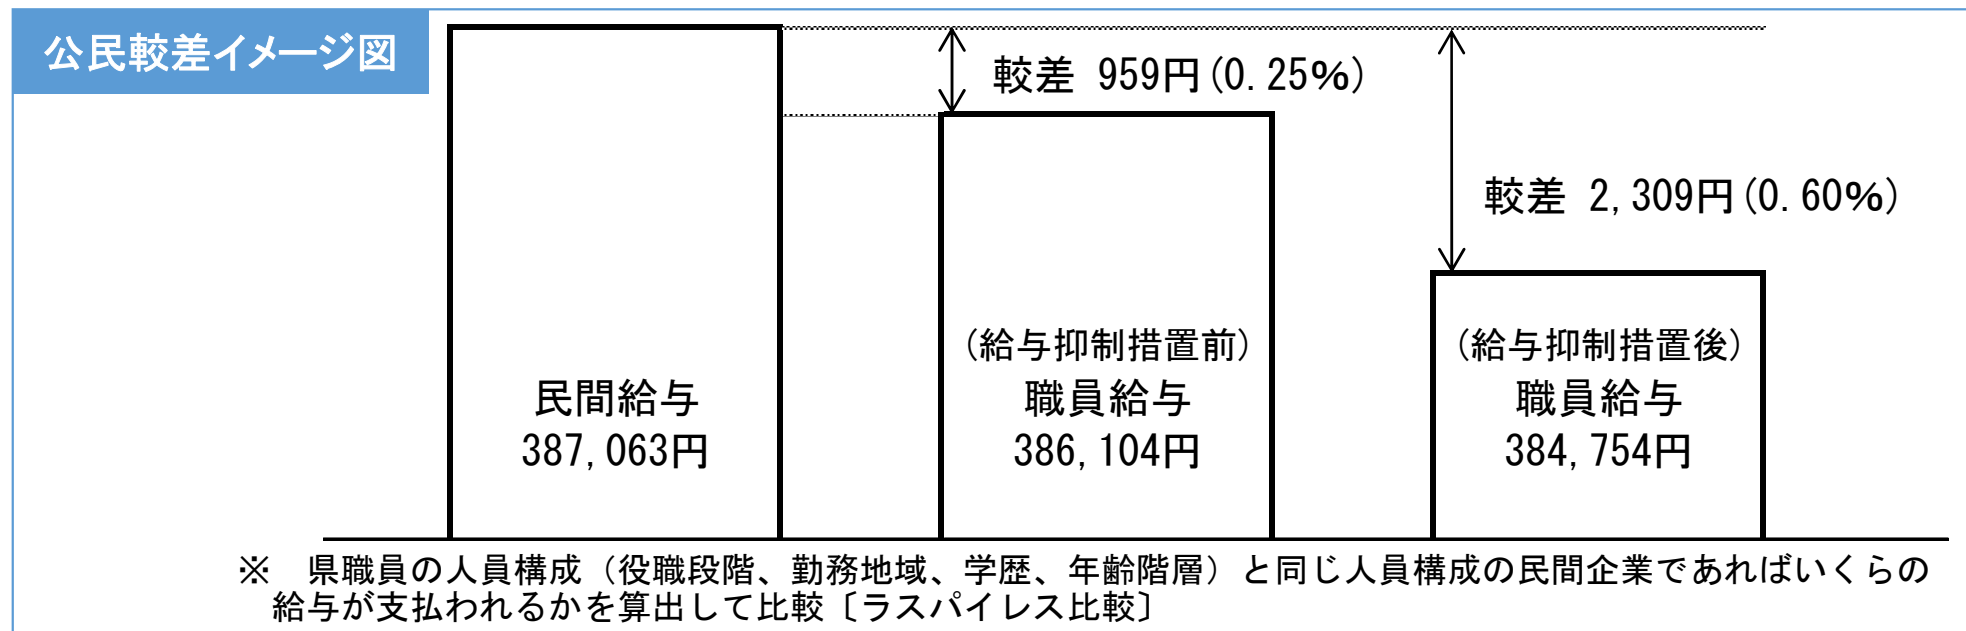 公民較差イメージ図
較差 959円(0.25%)
較差 2,309円(0.60%)
民間給与
387,063円
(給与抑制措置前)
職員給与
386,104円
(給与抑制措置後)
職員給与
384,754円
※　県職員の人員構成（役職段階、勤務地域、学歴、年齢階層）と同じ人員構成の民間企業であればいくらの
給与が支払われるかを算出して比較〔ラスパイレス比較〕